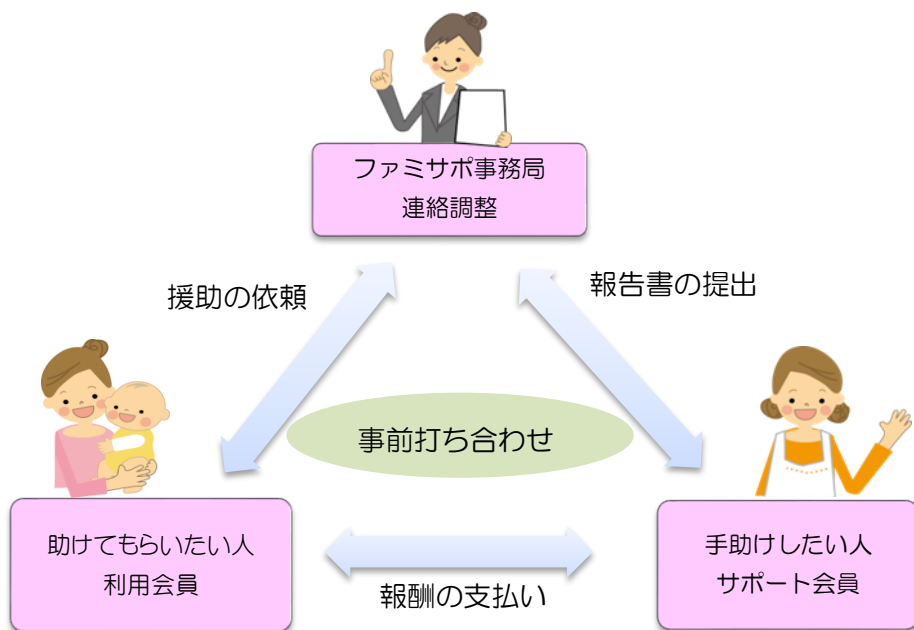 ファミサポ事務局
連絡調整
援助の依頼
報告書の提出
事前打ち合わせ
助けてもらいたい人
利用会員
手助けしたい人
サポート会員
報酬の支払い